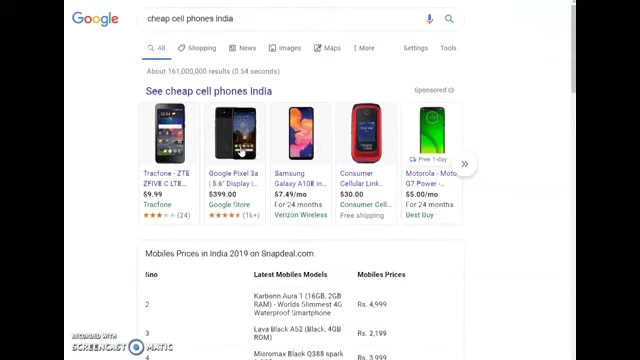 Google
cheap cell phones india
All Shopping News Images Maps More Settings Tools
About 161,000,000 results (0.54 seconds)
See cheap cell phones india
Sponsored
Free 1-day
Tracfone - ZTE
ZFIVE C LTE...
$9.99
Tracfone
(24)
Google Pixel 3a
| 5.6" Display |...
$399.00
Google Store
(1k+)
Samsung
Galaxy A10E in...
$7.49/mo
For 24 months
Verizon Wireless
Consumer
Cellular Link...
$30.00
Consumer Cell...
Free shipping
Motorola - Moto
G7 Power -...
$5.00/mo
For 24 months
Best Buy
Mobiles Prices in India 2019 on Snapdeal.com
Sno Latest Mobiles Models Mobiles Prices
2 Karbonn Aura 1 (16GB, 2GB
RAM) - Worlds Slimmest 4G
Waterproof Smartphone Rs. 4,999
3 Lava Black A52 (Black, 4GB
ROM) Rs. 2,199
4 Micromax Black Q388 spark Rs. 3,999
RECORDED WITH
SCREENCAST MATIC